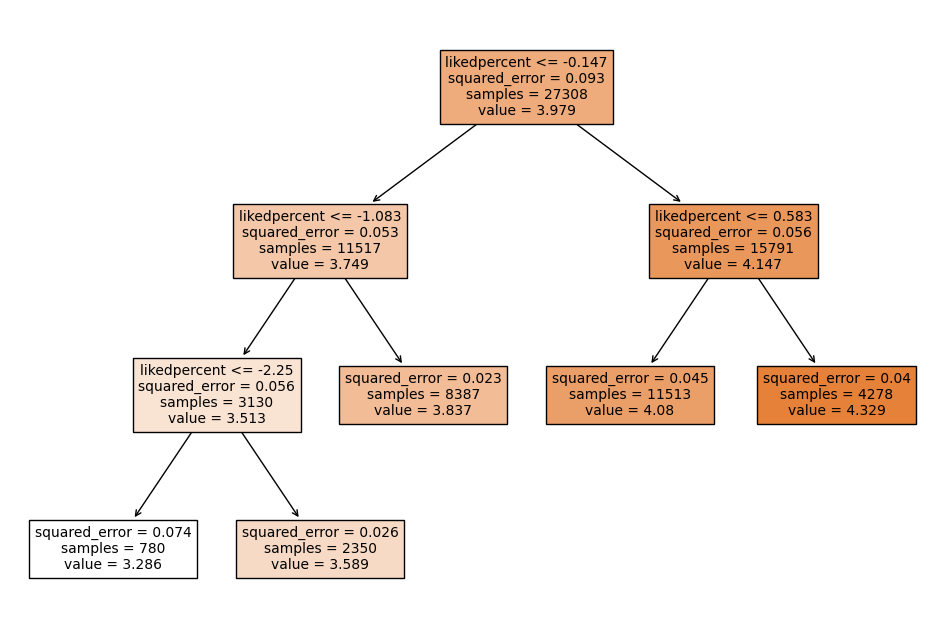 likedpercent <= -0.147
squared_error = 0.093
samples = 27308
value = 3.979
likedpercent <= -1.083
squared_error = 0.053
samples = 11517
value = 3.749
likedpercent <= 0.583
squared_error = 0.056
samples = 15791
value = 4.147
likedpercent <= -2.25
squared_error = 0.056
samples = 3130
value = 3.513
squared_error = 0.023
samples = 8387
value = 3.837
squared_error = 0.045
samples = 11513
value = 4.08
squared_error = 0.04
samples = 4278
value = 4.329
squared_error = 0.074
samples = 780
value = 3.286
squared_error = 0.026
samples = 2350
value = 3.589